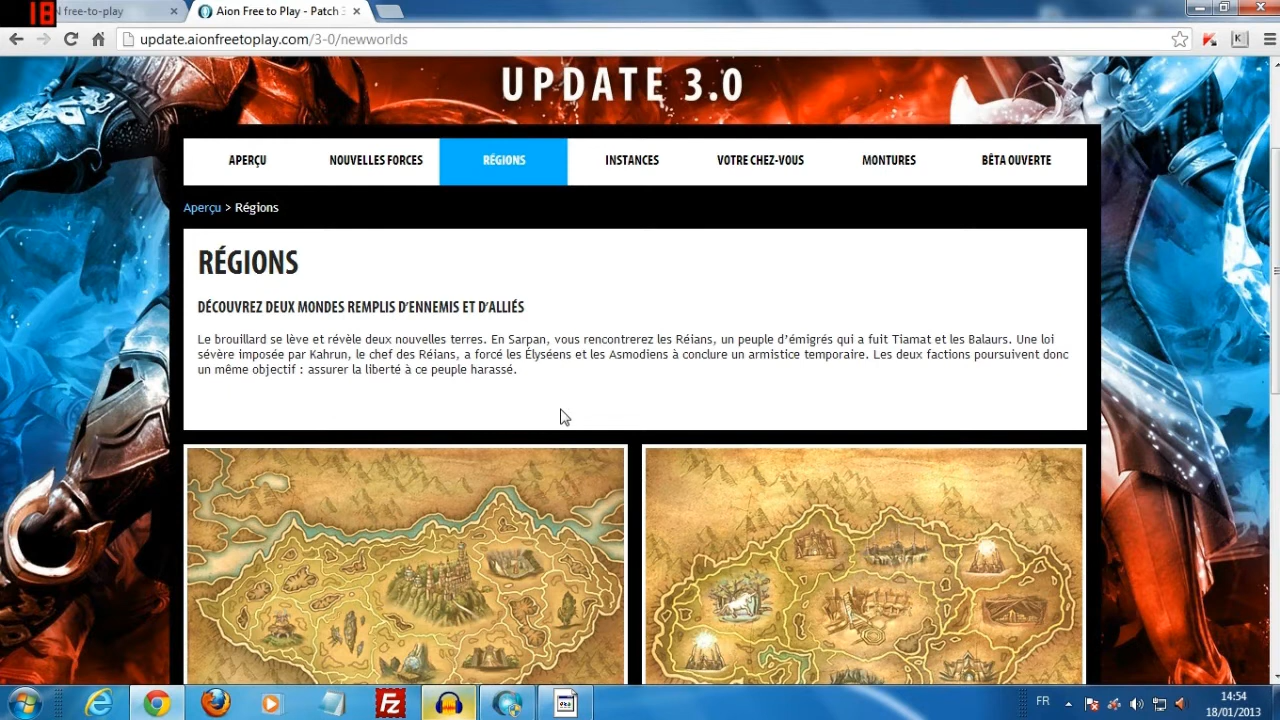 18
N free-to-play
Aion Free to Play - Patch 3
update.aionfreetoplay.com/3-0/newworlds
UPDATE 3.0
APERÇU
NOUVELLES FORCES
RÉGIONS
INSTANCES
VOTRE CHEZ-VOUS
MONTURES
BÊTA OUVERTE
Aperçu > Régions
RÉGIONS
DÉCOUVREZ DEUX MONDES REMPLIS D'ENNEMIS ET D'ALLIÉS
Le brouillard se lève et révèle deux nouvelles terres. En Sarpan, vous rencontrerez les Réians, un peuple d'émigrés qui a fuit Tiamat et les Balaurs. Une loi
sévère imposée par Kahrun, le chef des Réians, a forcé les Élyséens et les Asmodiens à conclure un armistice temporaire. Les deux factions poursuivent donc
un même objectif : assurer la liberté à ce peuple harassé.
FZ
FR
14:54
18/01/2013